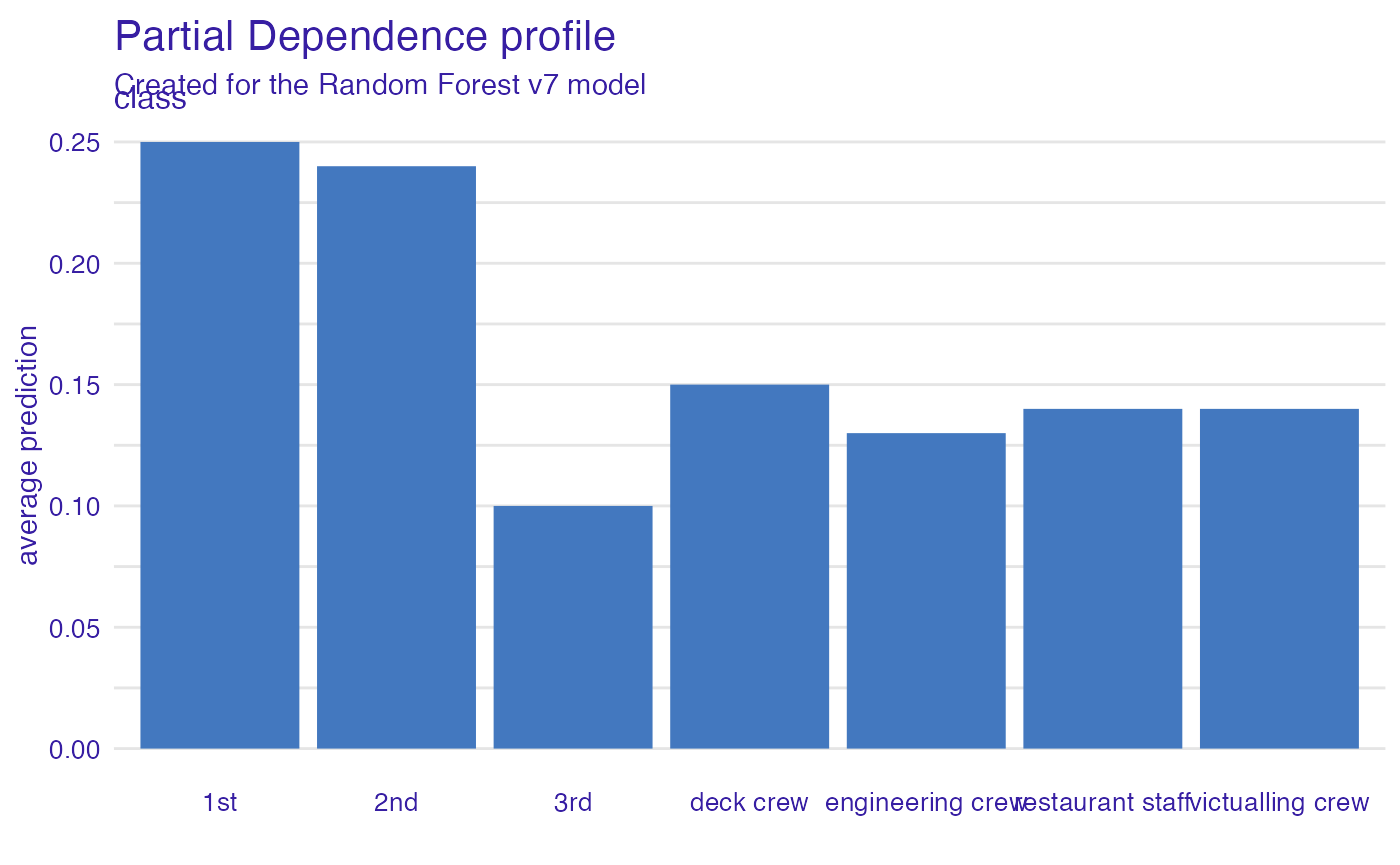 Partial Dependence profile
Created for the Random Forest v7 model
class
0.25
0.20
0.15
0.10
0.05
0.00
average prediction
1st 2nd 3rd deck crew engineering crew restaurant staff victualling crew